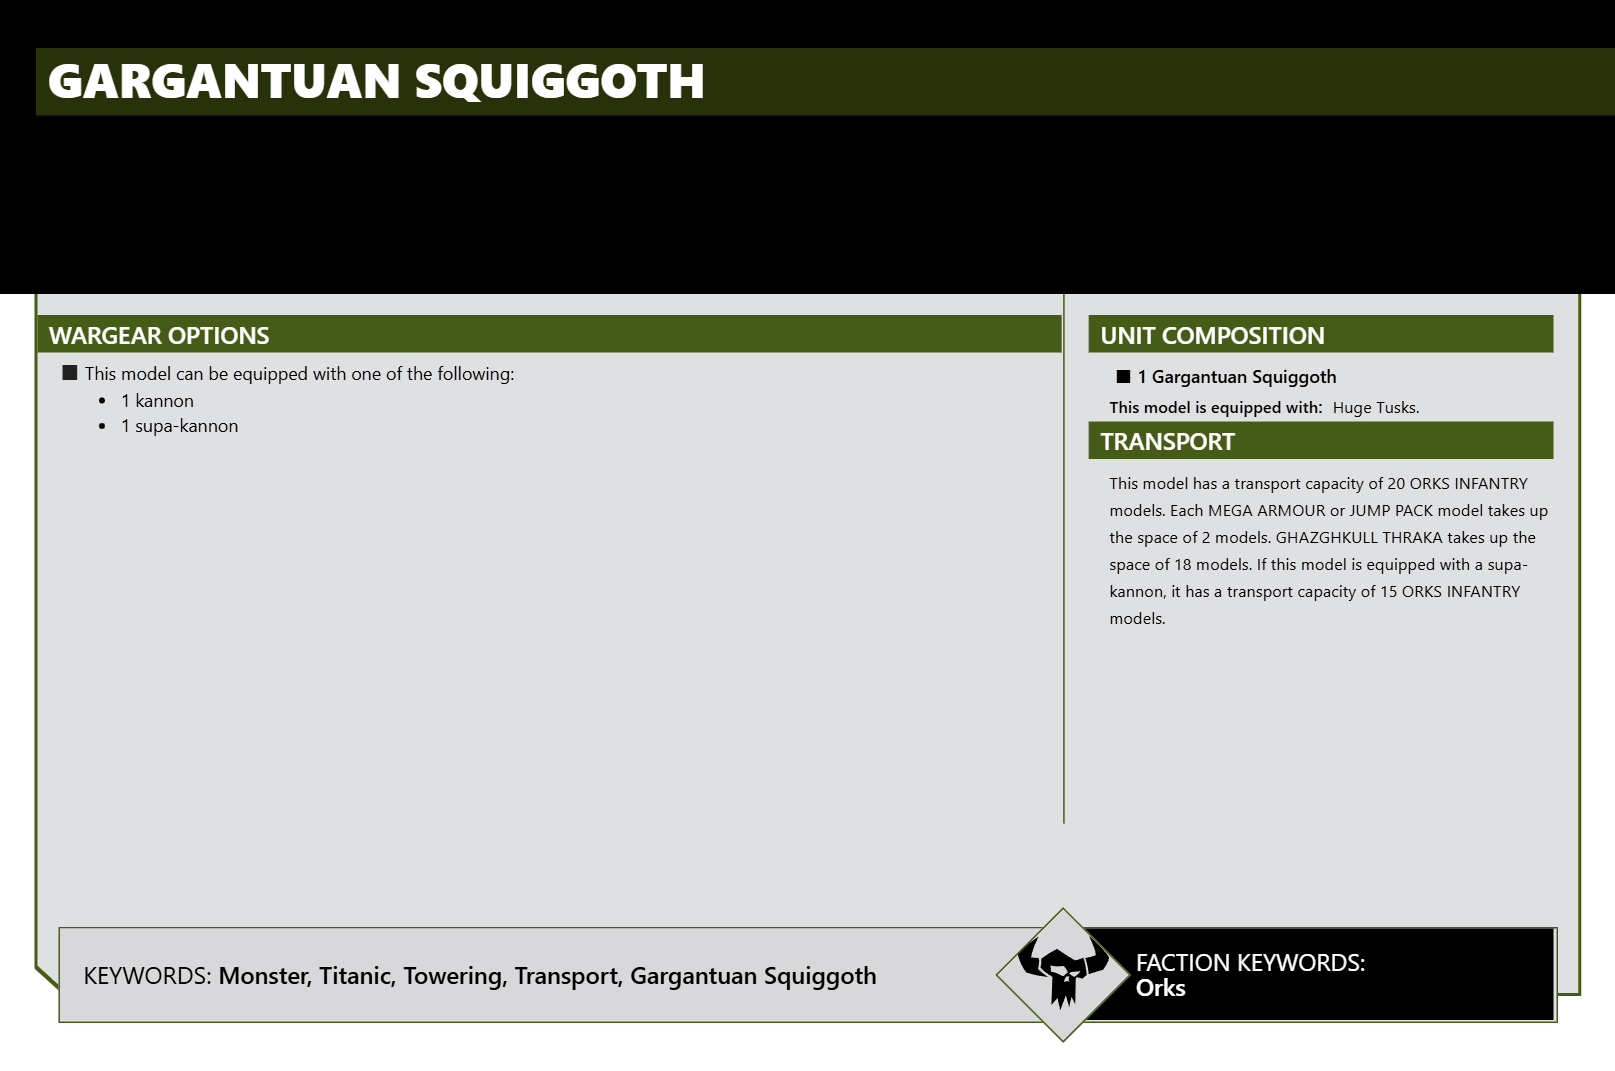 GARGANTUAN SQUIGGOTH
WARGEAR OPTIONS
■ This model can be equipped with one of the following:
• 1 kannon
• 1 supa-kannon
UNIT COMPOSITION
■ 1 Gargantuan Squiggoth
This model is equipped with: Huge Tusks.
TRANSPORT
This model has a transport capacity of 20 ORKS INFANTRY
models. Each MEGA ARMOUR or JUMP PACK model takes up
the space of 2 models. GHAZGHKULL THRAKA takes up the
space of 18 models. If this model is equipped with a supa-
kannon, it has a transport capacity of 15 ORKS INFANTRY
models.
KEYWORDS: Monster, Titanic, Towering, Transport, Gargantuan Squiggoth
FACTION KEYWORDS:
Orks